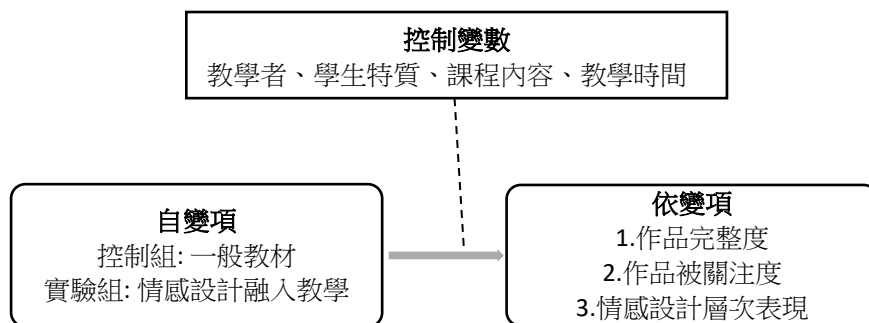 控制變數
教學者、學生特質、課程內容、教學時間
自變項
控制組: 一般教材
實驗組: 情感設計融入教學
依變項
1.作品完整度
2.作品被關注度
3.情感設計層次表現